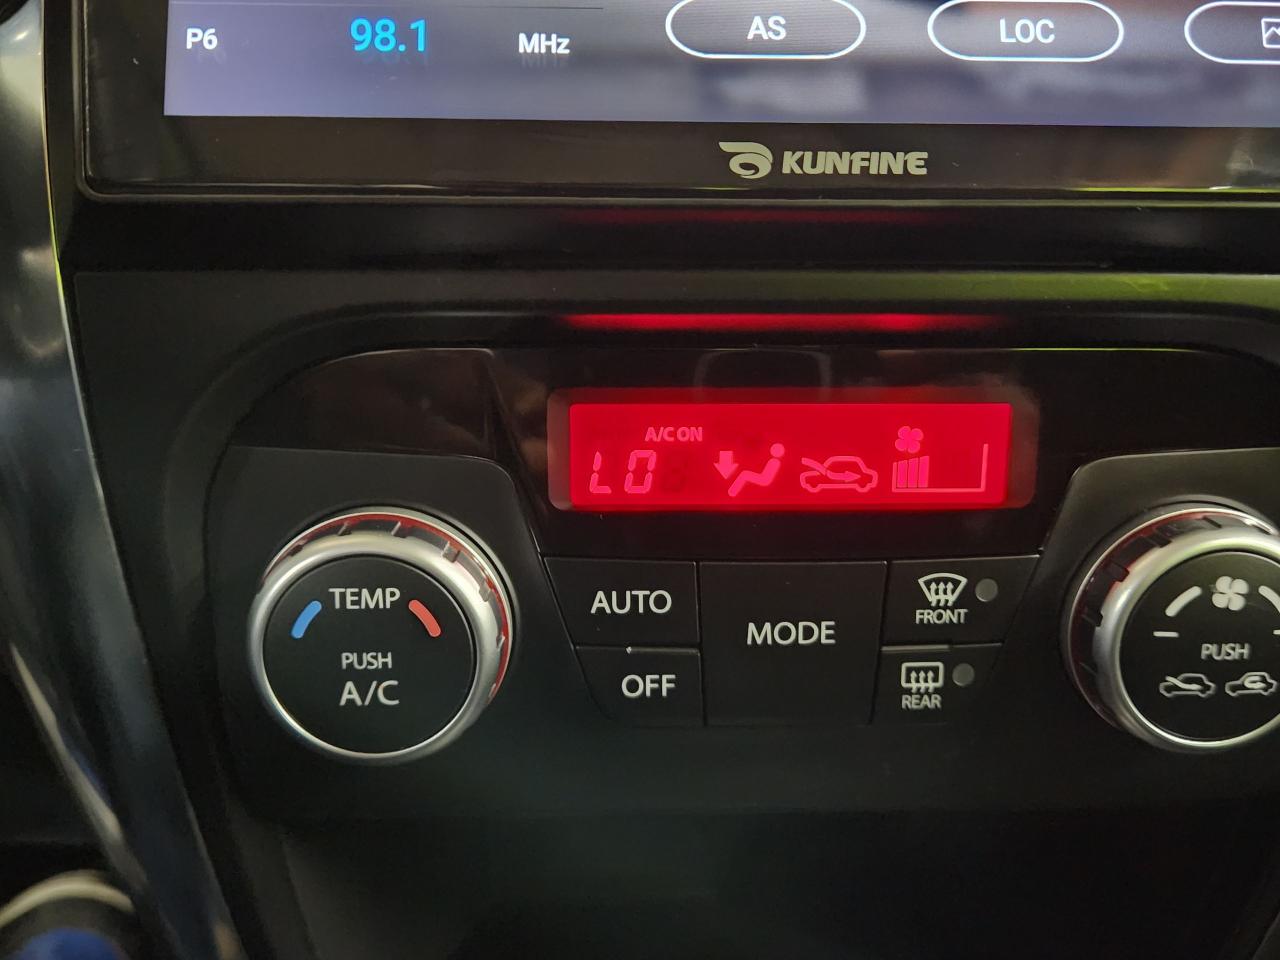 P6 98.1 MHz AS LOC
KUNFINE
A/C ON
LO
TEMP
PUSH
A/C
AUTO
OFF
MODE
FRONT
REAR
PUSH